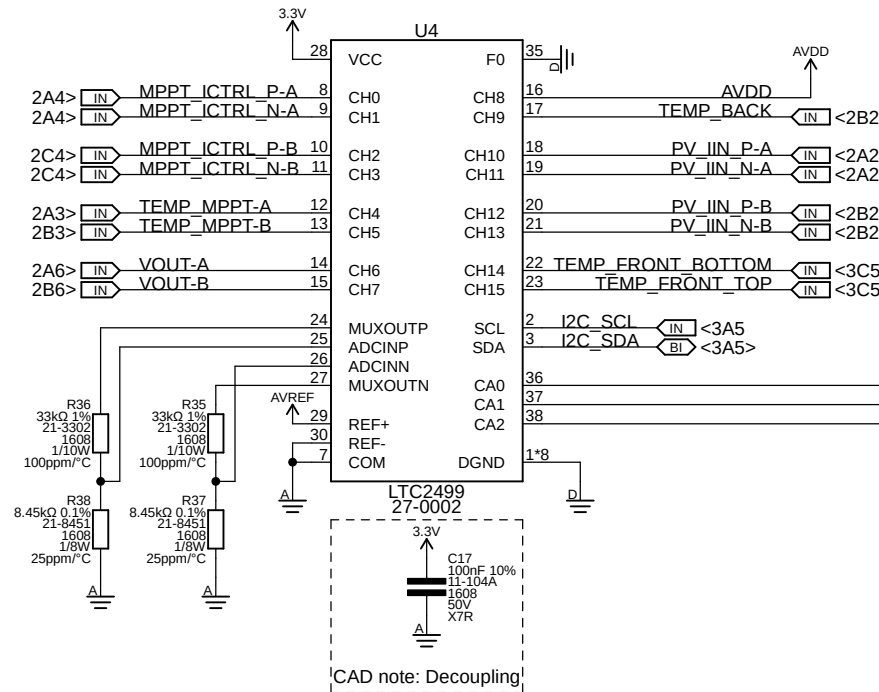 3.3V
U4
28 VCC F0 35 D
AVDD
2A4> IN MPPT_ICTRL_P-A 8 CH0 CH8 16 AVDD
2A4> IN MPPT_ICTRL_N-A 9 CH1 CH9 17 TEMP_BACK IN <2B2
2C4> IN MPPT_ICTRL_P-B 10 CH2 CH10 18 PV_IIN_P-A IN <2A2
2C4> IN MPPT_ICTRL_N-B 11 CH3 CH11 19 PV_IIN_N-A IN <2A2
2A3> IN TEMP_MPPT-A 12 CH4 CH12 20 PV_IIN_P-B IN <2B2
2B3> IN TEMP_MPPT-B 13 CH5 CH13 21 PV_IIN_N-B IN <2B2
2A6> IN VOUT-A 14 CH6 CH14 22 TEMP_FRONT_BOTTOM IN <3C5
2B6> IN VOUT-B 15 CH7 CH15 23 TEMP_FRONT_TOP IN <3C5
24 MUXOUTP SCL 2 I2C_SCL IN <3A5
25 ADCINP SDA 3 I2C_SDA BI <3A5>
26 ADCINN
27 MUXOUTN CA0 36
CA1 37
AVREF
29 REF+ CA2 38
30 REF-
7 COM DGND 1*8
A
D
LTC2499
27-0002
R36
33kΩ 1%
21-3302
1608
1/10W
100ppm/°C
R35
33kΩ 1%
21-3302
1608
1/10W
100ppm/°C
R38
8.45kΩ 0.1%
21-8451
1608
1/8W
25ppm/°C
A
R37
8.45kΩ 0.1%
21-8451
1608
1/8W
25ppm/°C
A
3.3V
C17
100nF 10%
11-104A
1608
50V
X7R
A
CAD note: Decoupling